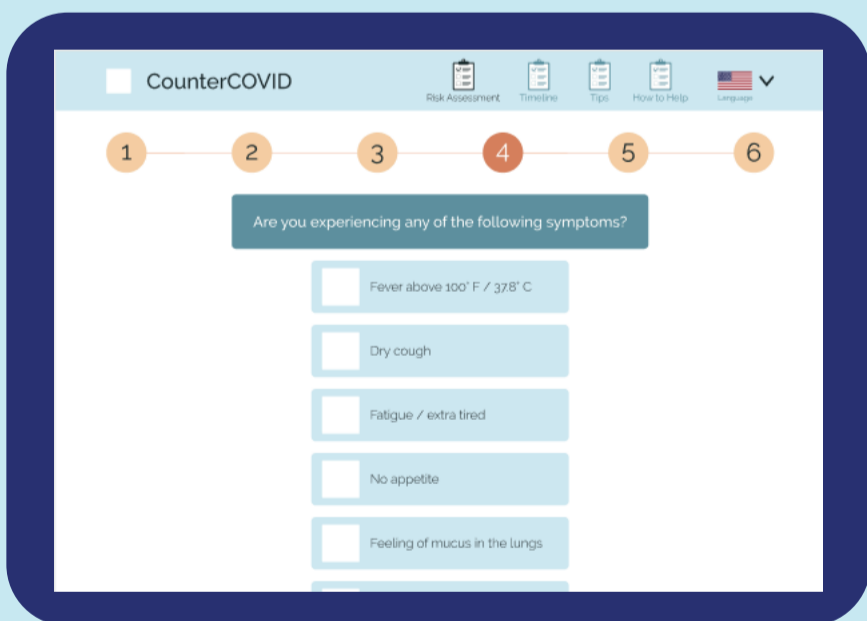 CounterCOVID
Risk Assessment Timeline Tips How to Help Language
1 2 3 4 5 6
Are you experiencing any of the following symptoms?
Fever above 100° F / 37.8° C
Dry cough
Fatigue / extra tired
No appetite
Feeling of mucus in the lungs